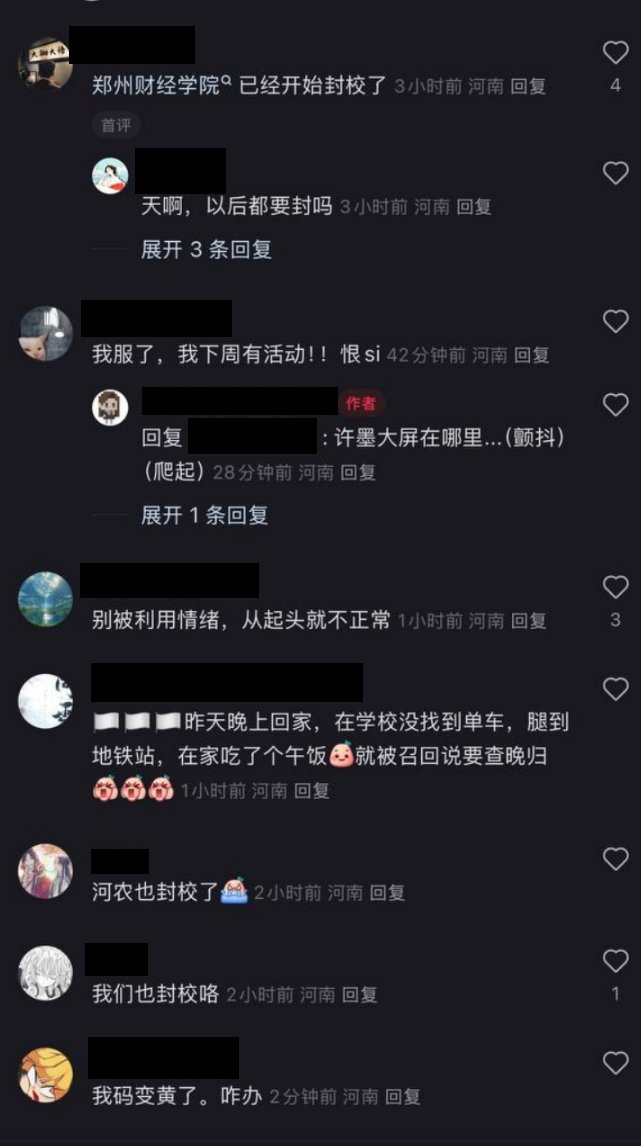 郑州财经学院 已经开始封校了 3小时前 河南 回复
4
首评
天啊，以后都要封吗 3小时前 河南 回复
展开 3 条回复
我服了，我下周有活动!！恨si 42分钟前 河南 回复
作者
回复 : 许墨大屏在哪里...（颤抖）
（爬起）28分钟前 河南 回复
展开 1 条回复
别被利用情绪，从起头就不正常 1小时前 河南 回复
3
🏳️🏳️🏳️昨天晚上回家，在学校没找到单车，腿到
地铁站，在家吃了个午饭就被召回说要查晚归
1小时前 河南 回复
河农也封校了 2小时前 河南 回复
我们也封校咯 2小时前 河南 回复
1
我码变黄了。咋办 2分钟前 河南 回复